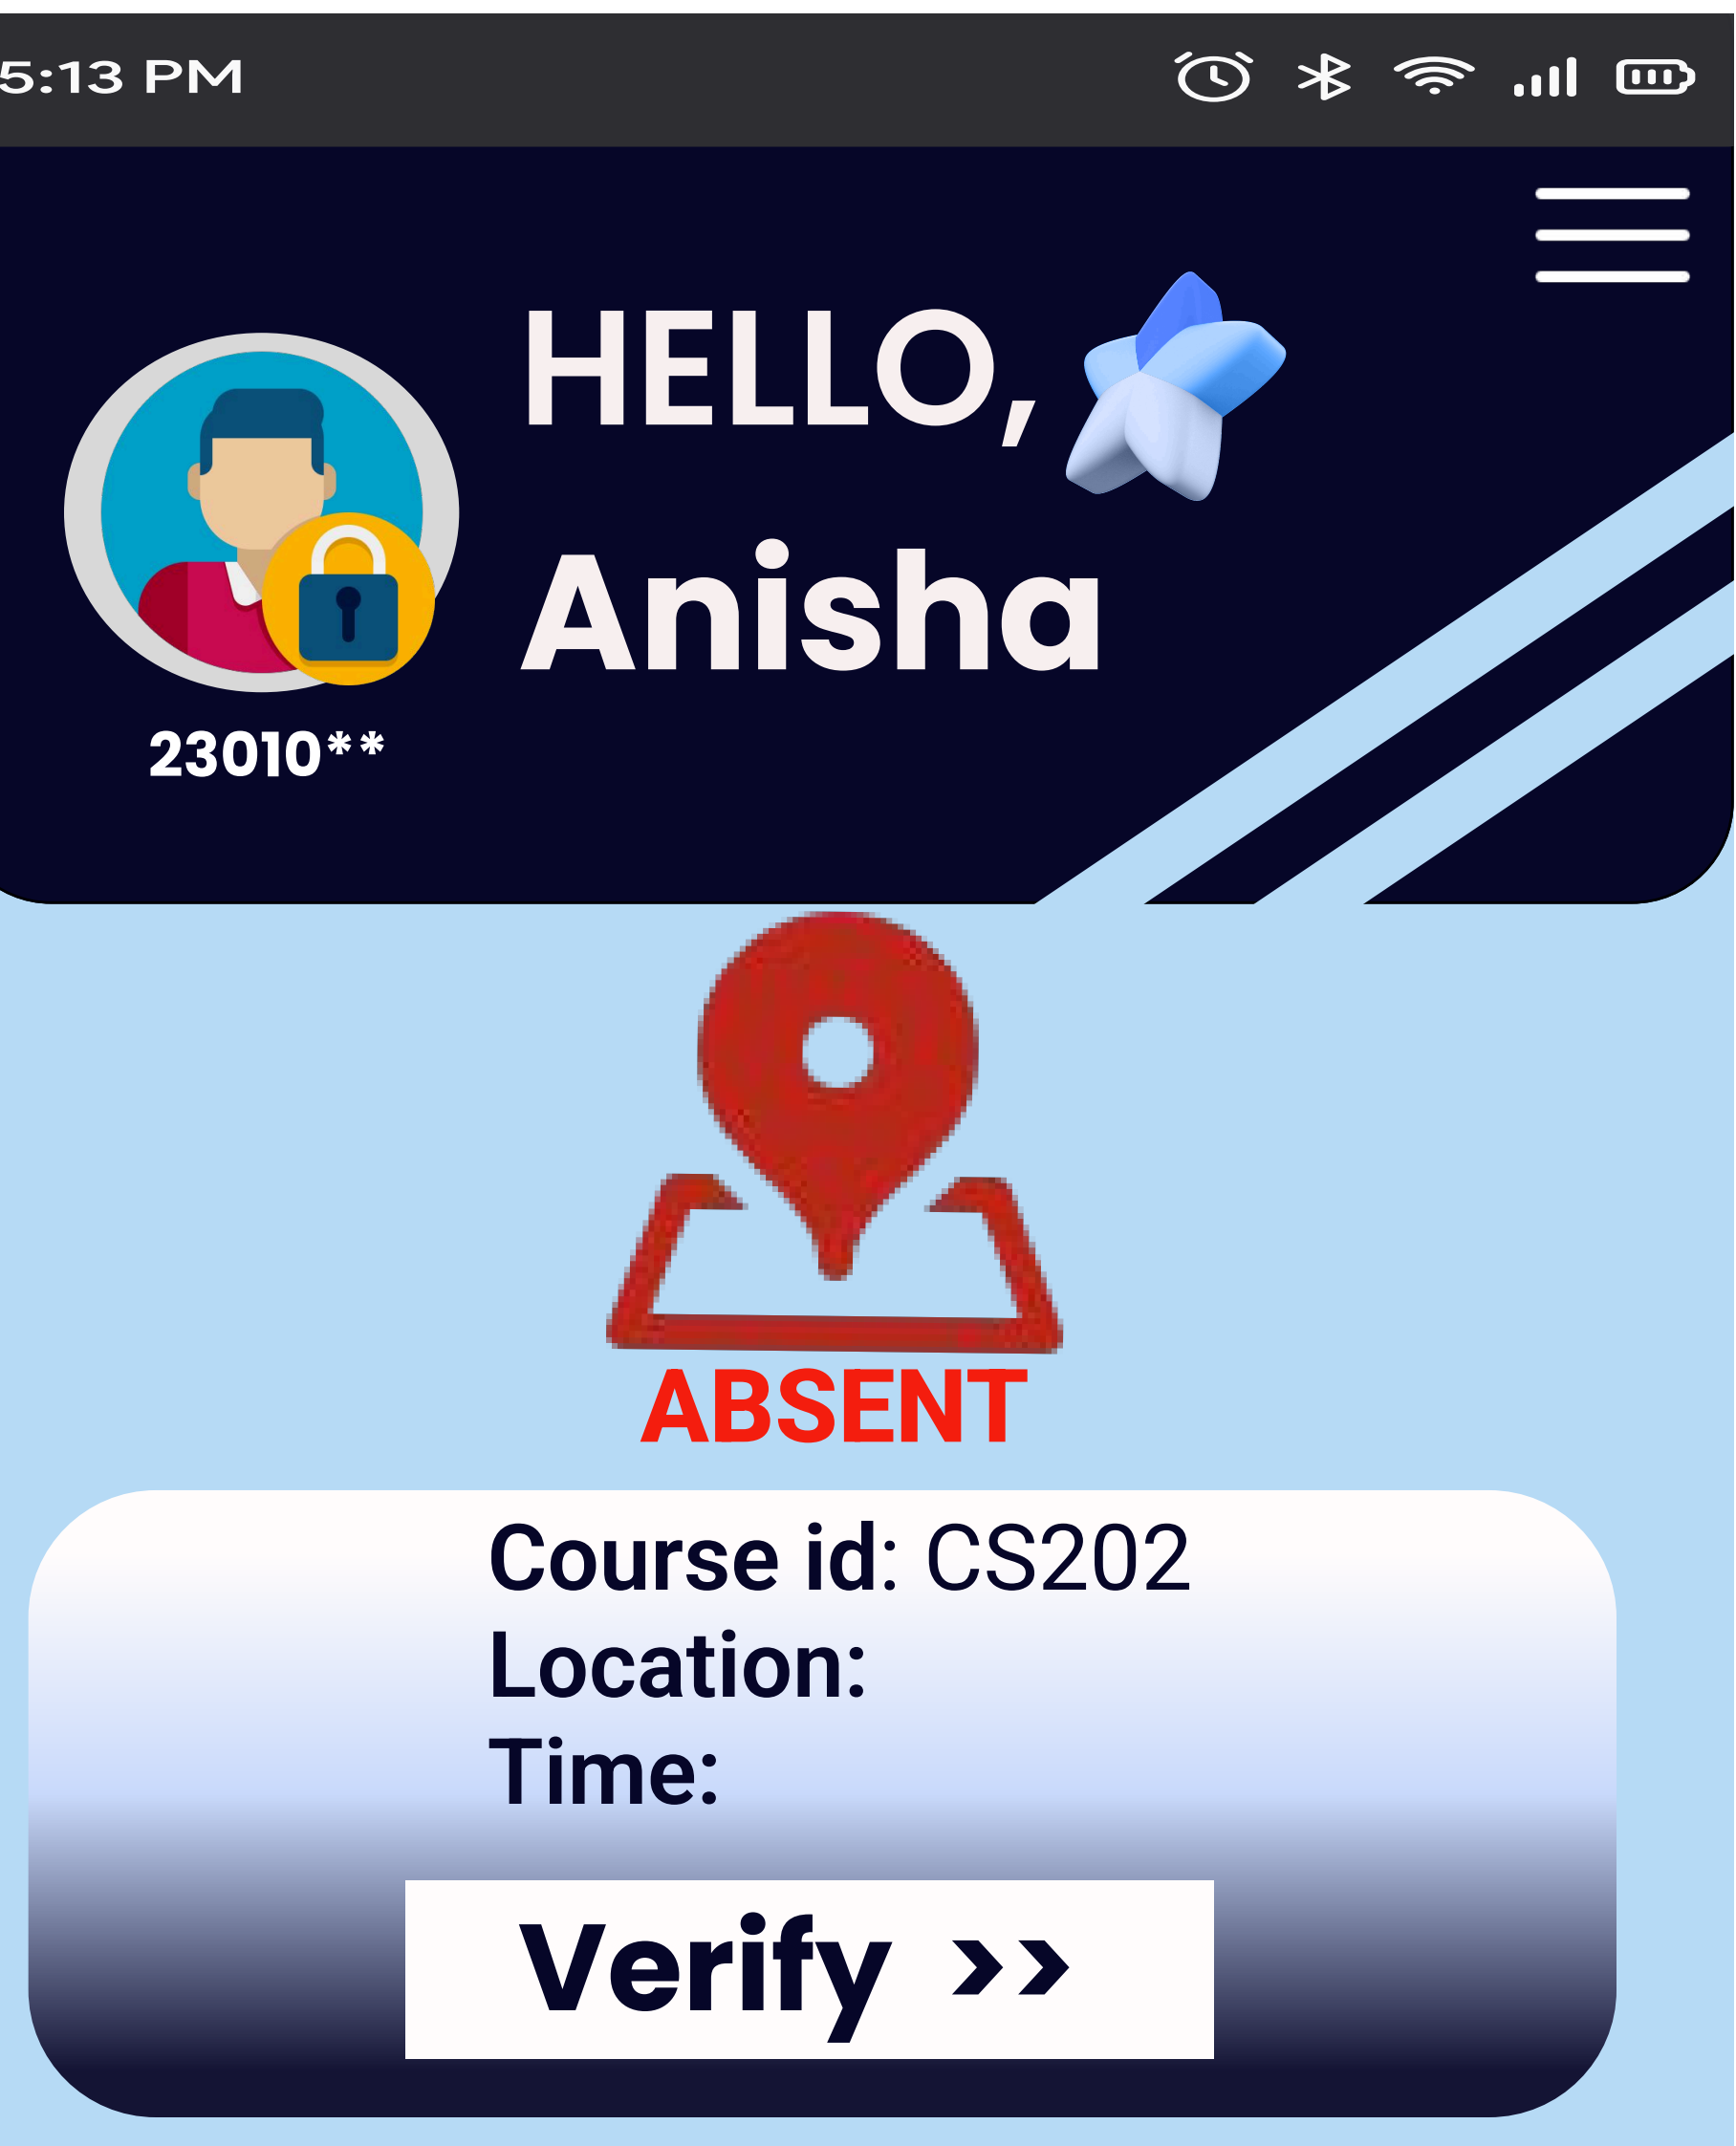 5:13 PM
HELLO,
Anisha
23010**
ABSENT
Course id: CS202
Location:
Time:
Verify >>